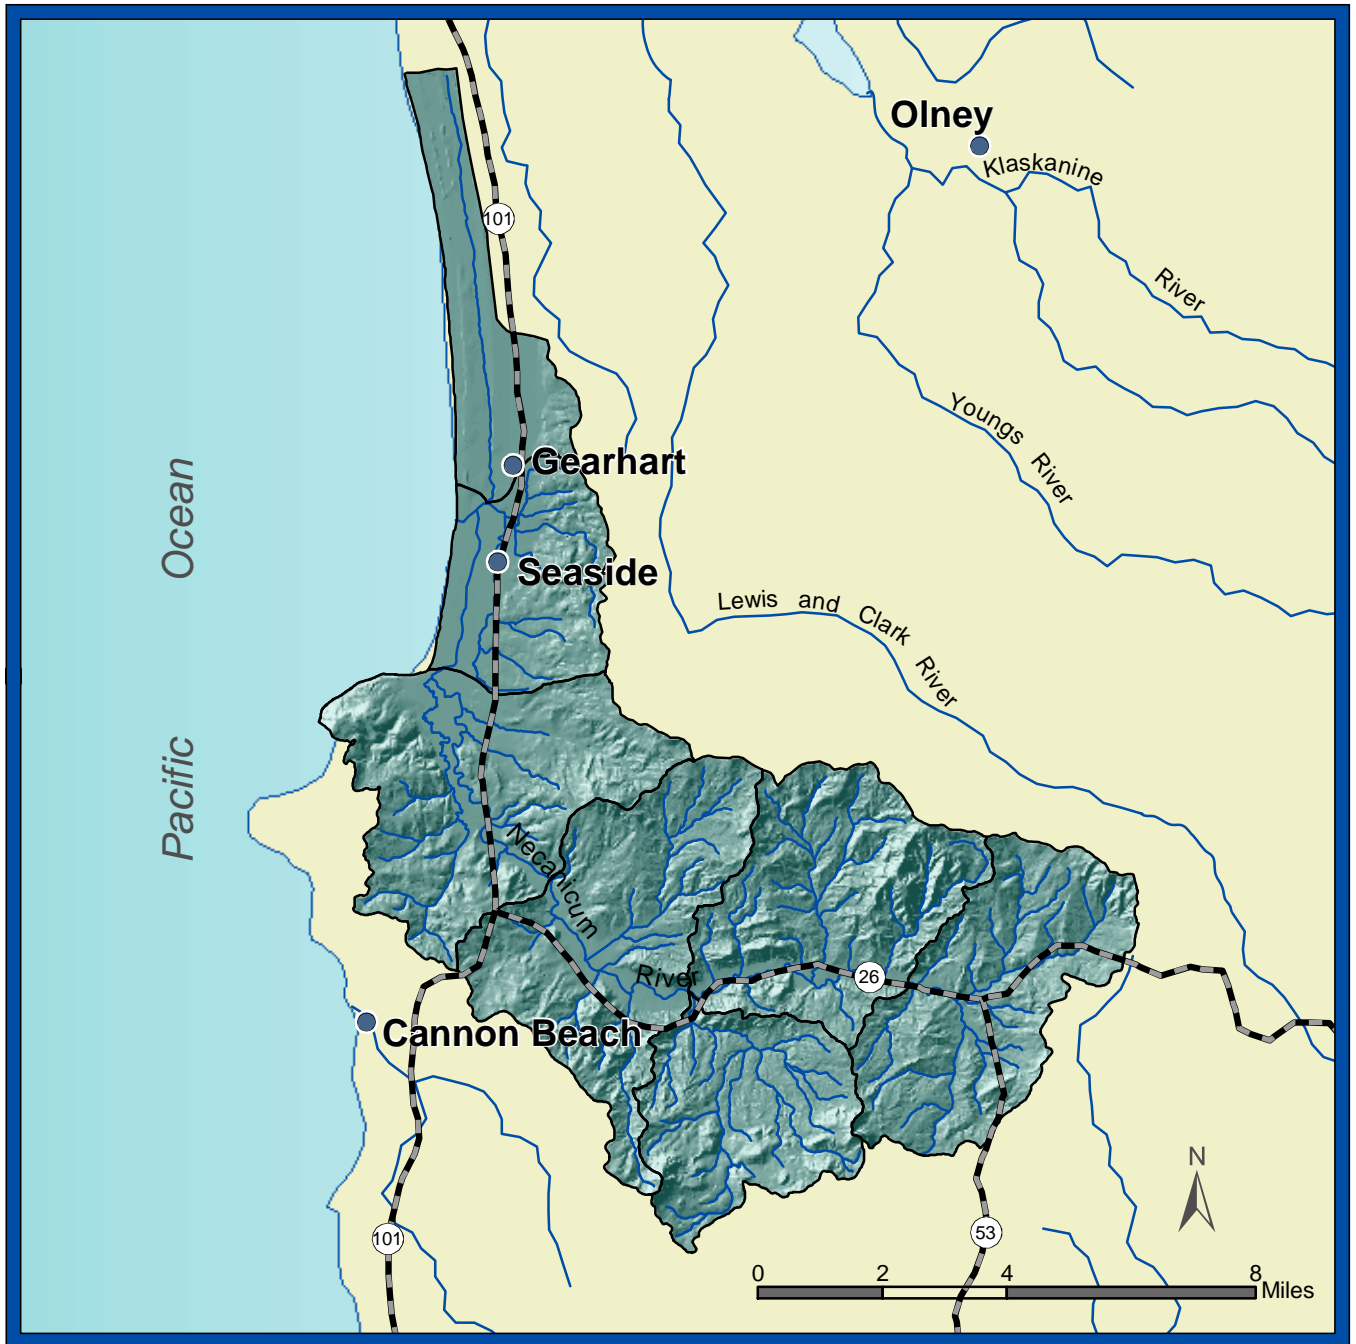 Olney
Klaskanine
River
101
Youngs
River
Gearhart
Seaside
Pacific Ocean
Lewis and Clark
River
Necanicum
River
26
Cannon Beach
N
101
53
0 2 4 8
Miles